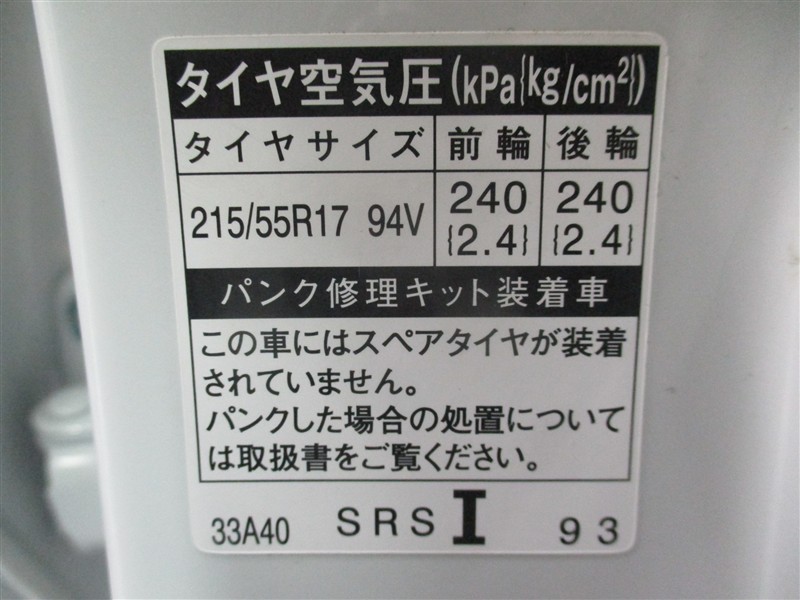 タイヤ空気圧(kPa{kg/cm²})
タイヤサイズ 前輪 後輪
215/55R17 94V 240 240
{2.4} {2.4}
パンク修理キット装着車
この車にはスペアタイヤが装着
されていません。
パンクした場合の処置について
は取扱書をご覧ください。
33A40 SRS I 93